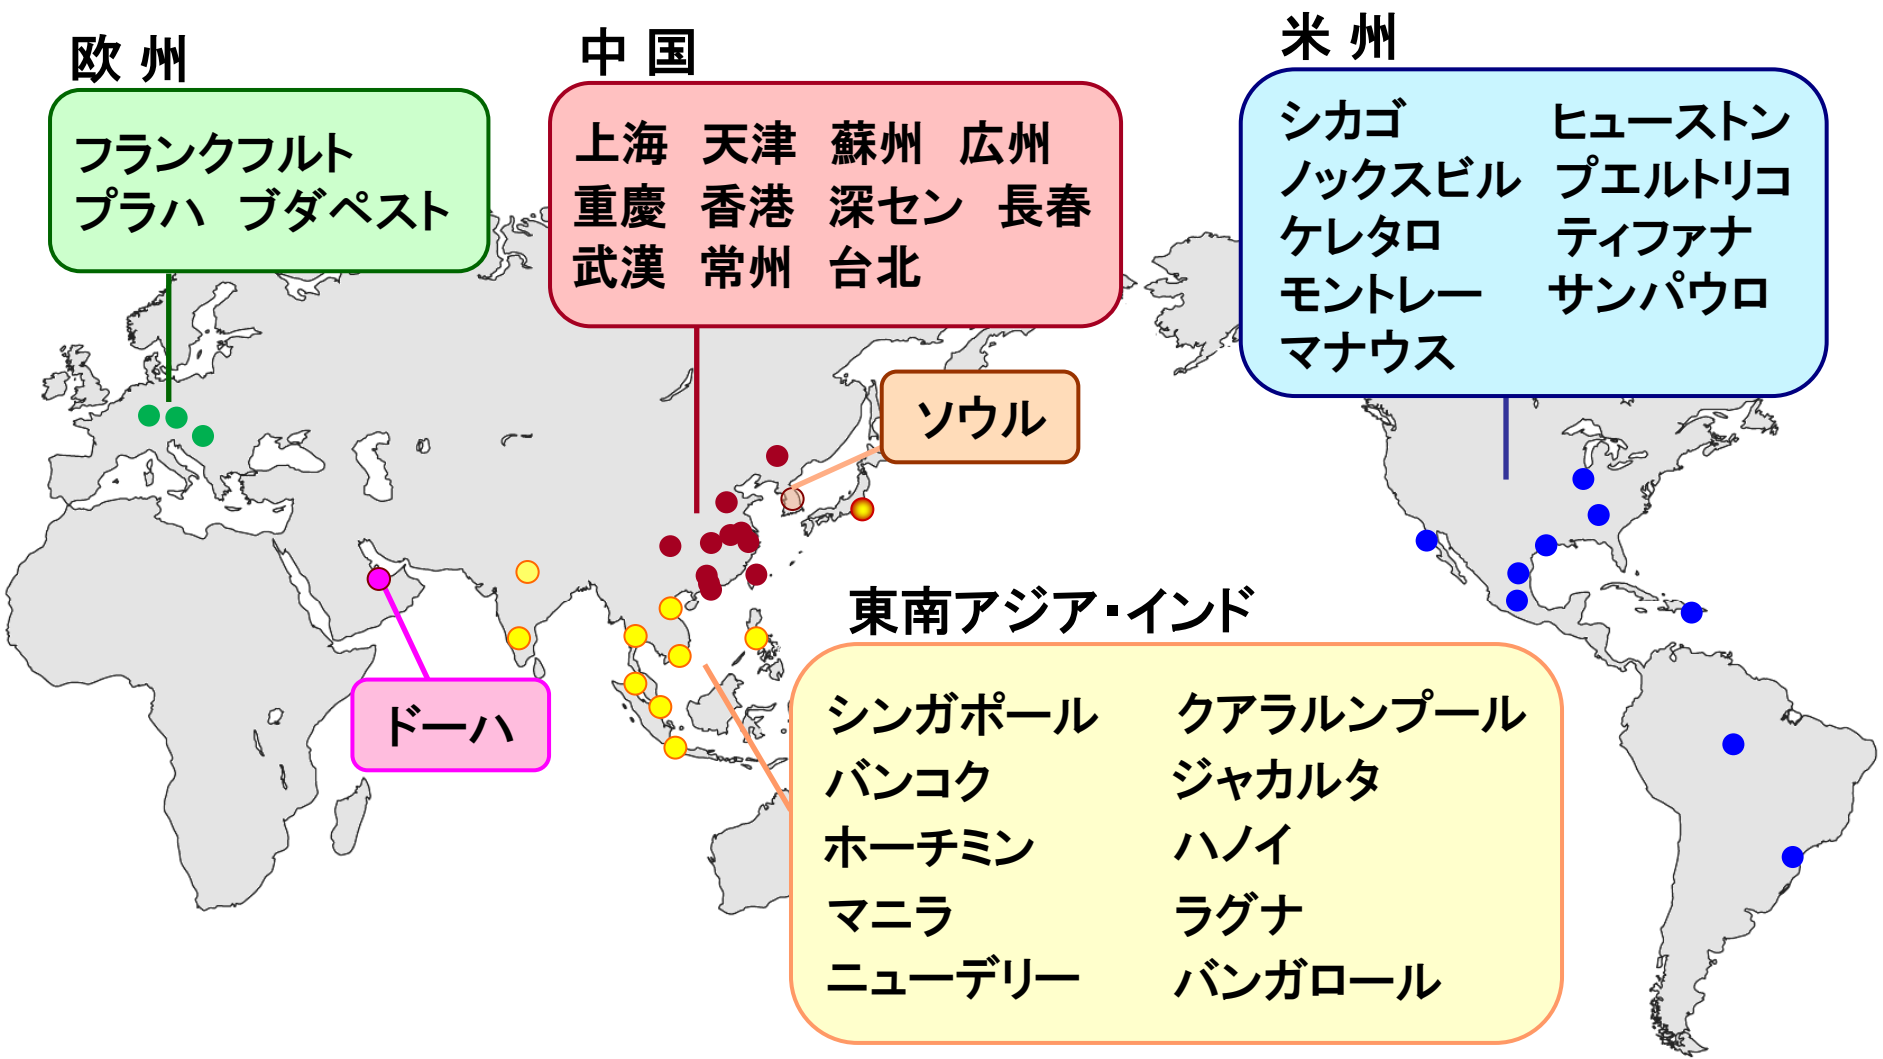 欧 州
フランクフルト
プラハ ブダペスト
中 国
上海 天津 蘇州 広州
重慶 香港 深セン 長春
武漢 常州 台北
米 州
シカゴ ヒューストン
ノックスビル プエルトリコ
ケレタロ ティファナ
モントレー サンパウロ
マナウス
ソウル
ドーハ
東南アジア・インド
シンガポール クアラルンプール
バンコク ジャカルタ
ホーチミン ハノイ
マニラ ラグナ
ニューデリー バンガロール